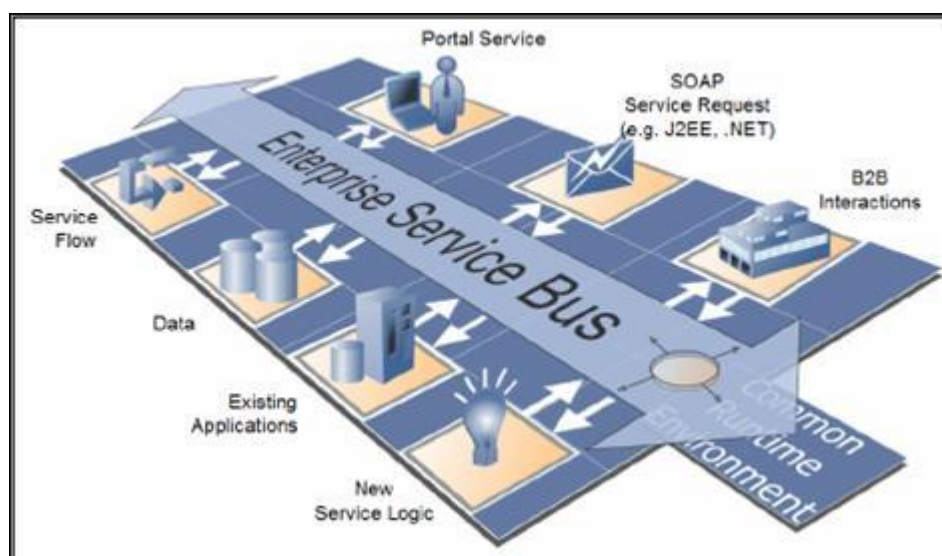 Portal Service
SOAP
Service Request
(e.g. J2EE, .NET)
B2B
Interactions
Enterprise Service Bus
Service
Flow
Data
Existing
Applications
New
Service Logic
Common
Runtime
Environment